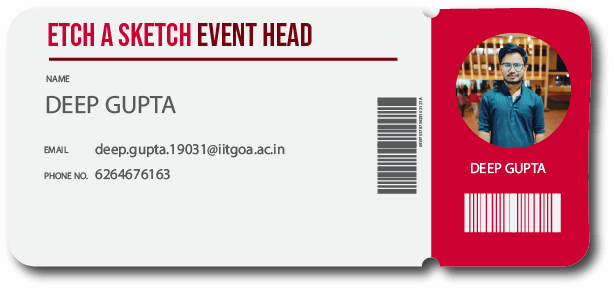 ETCH A SKETCH EVENT HEAD
NAME
DEEP GUPTA
EMAIL deep.gupta.19031@iitgoa.ac.in
PHONE NO. 6264676163
DEEP GUPTA